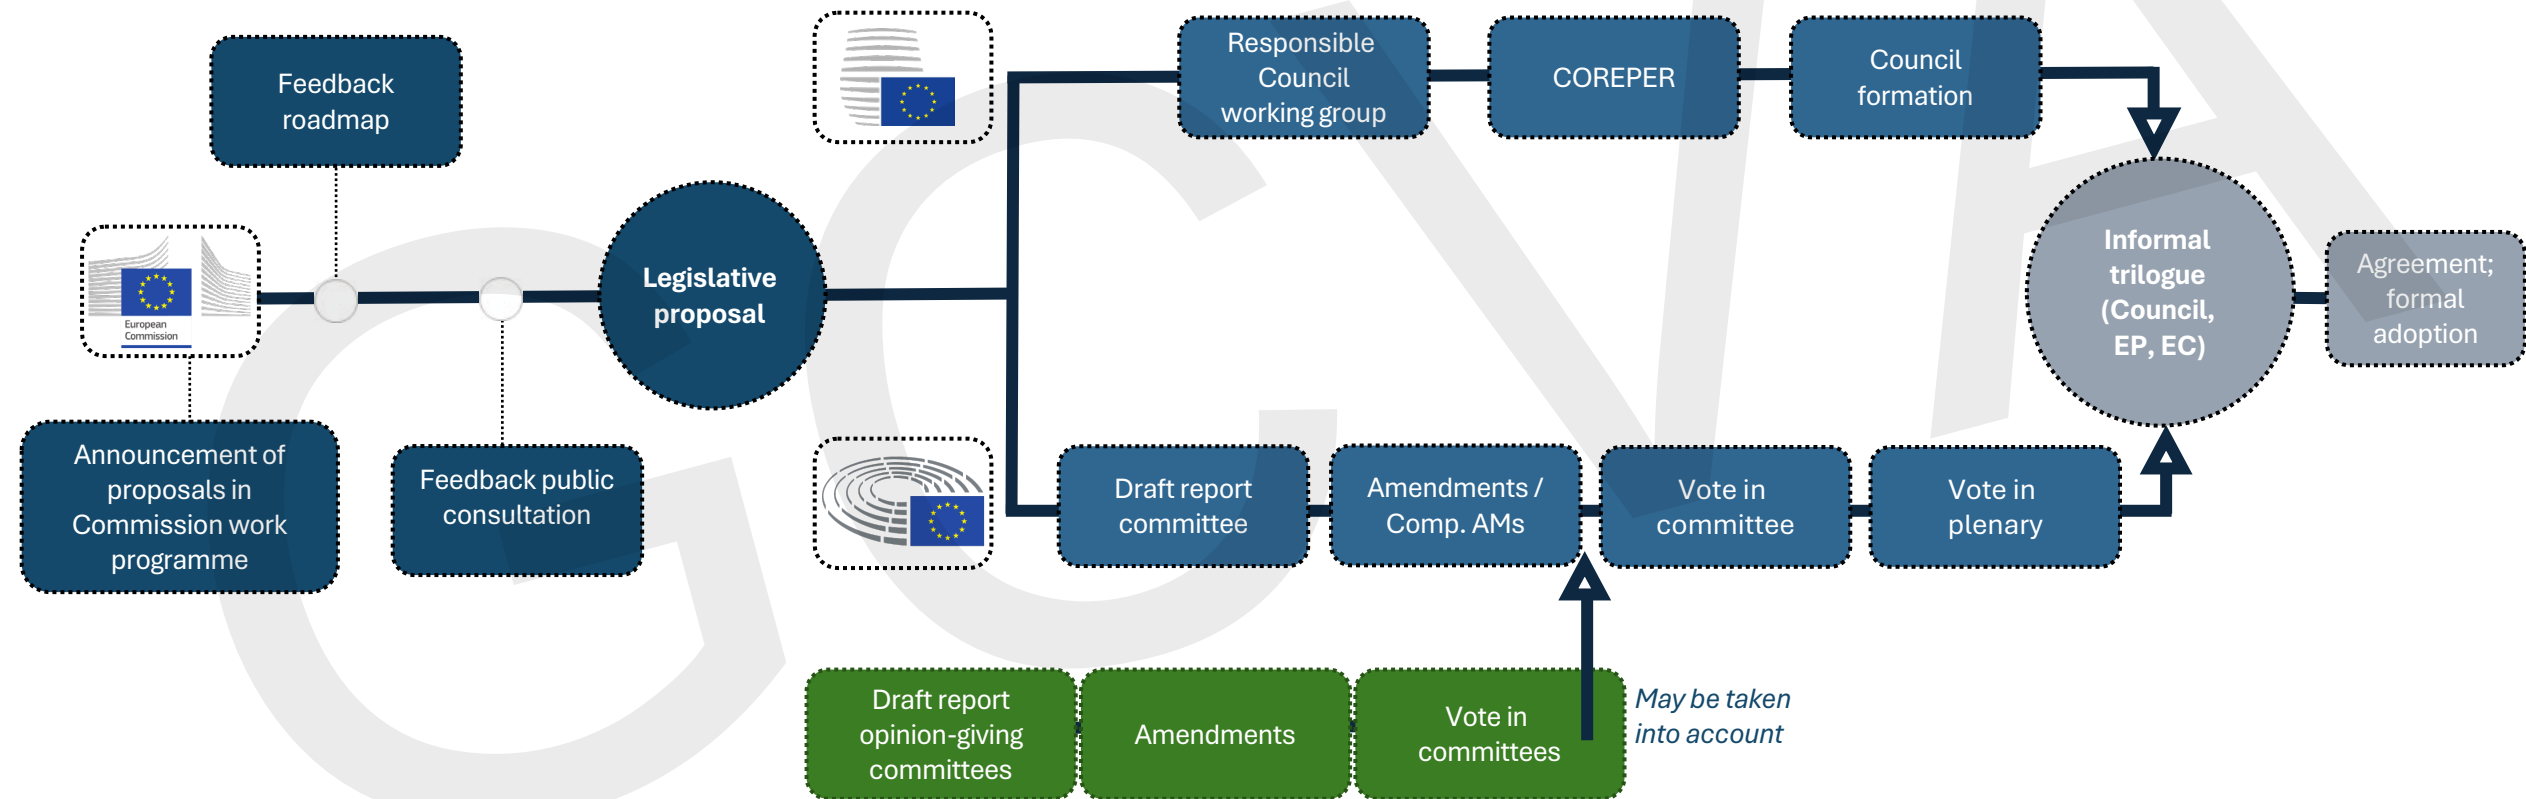 Feedback
roadmap
European
Commission
Announcement of
proposals in
Commission work
programme
Feedback public
consultation
Legislative
proposal
Responsible
Council
working group
COREPER
Council
formation
Draft report
committee
Amendments /
Comp. AMs
Vote in
committee
Vote in
plenary
Draft report
opinion-giving
committees
Amendments
Vote in
committees
May be taken
into account
Informal
trilogue
(Council,
EP, EC)
Agreement;
formal
adoption